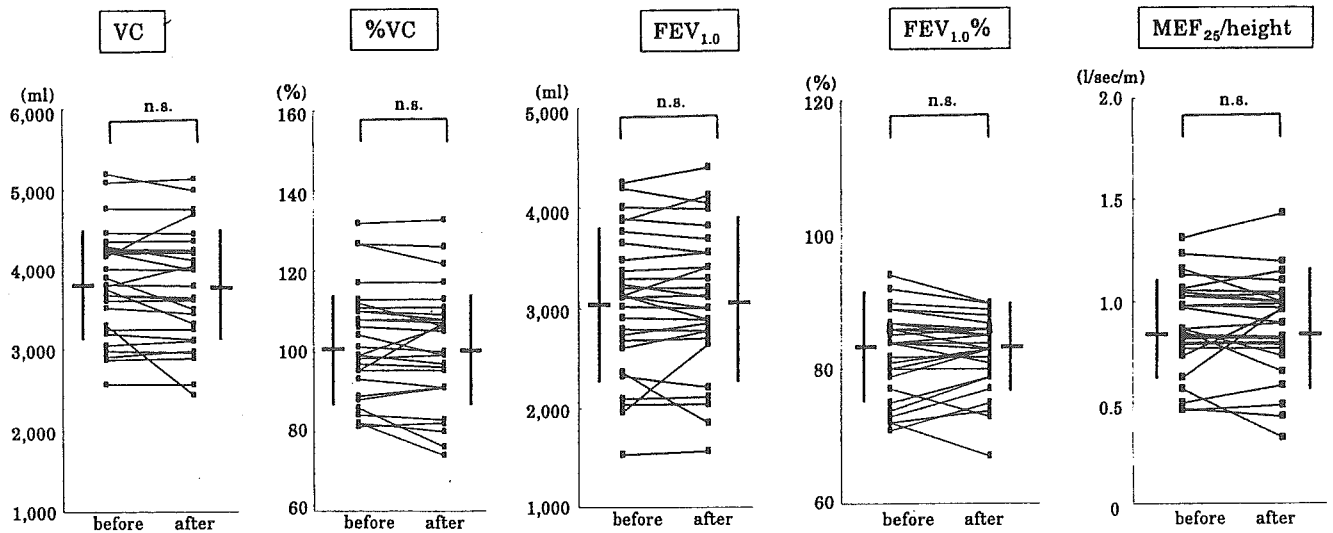 VC
(ml)
n.s.
6,000
5,000
4,000
3,000
2,000
1,000
before after
%VC
(%)
n.s.
160
140
120
100
80
60
before after
FEV1.0
(ml)
n.s.
5,000
4,000
3,000
2,000
1,000
before after
FEV1.0%
(%)
n.s.
120
100
80
60
before after
MEF25/height
(l/sec/m)
n.s.
2.0
1.5
1.0
0.5
0
before after